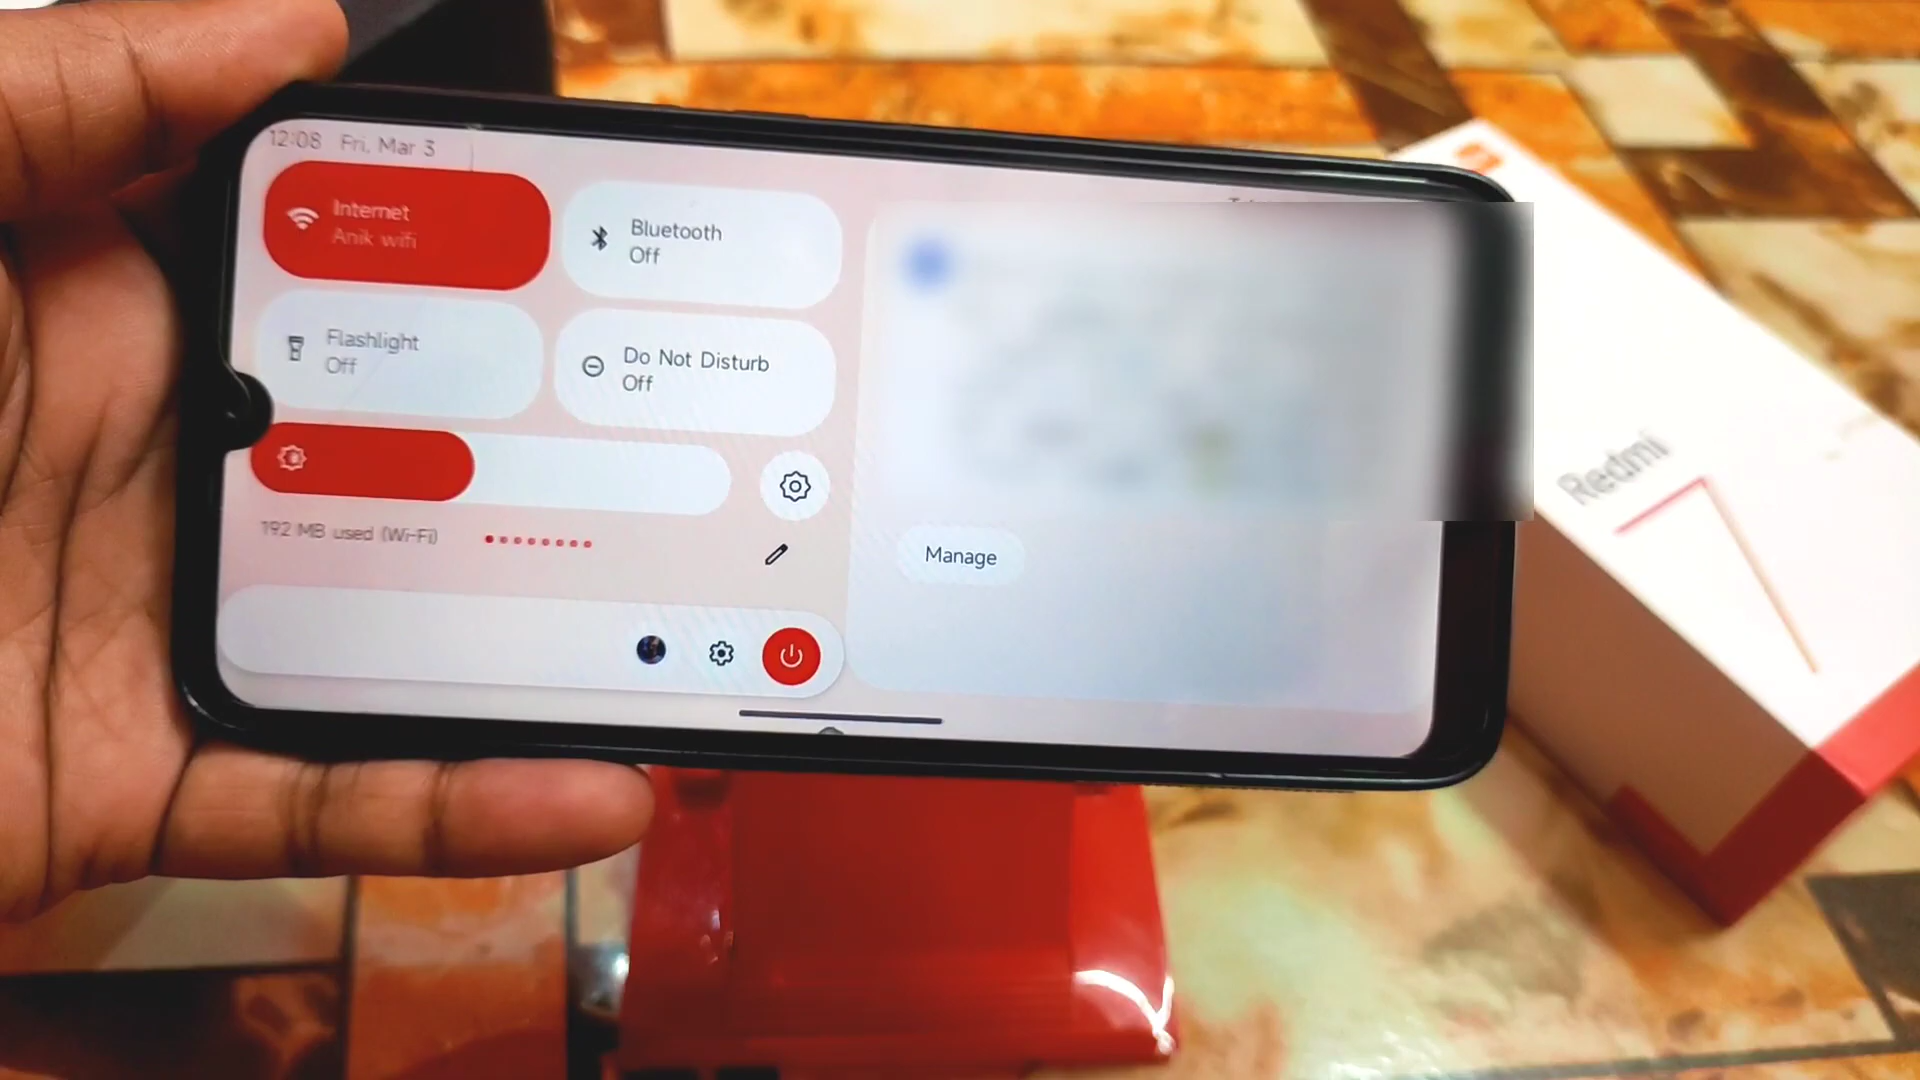 12:08 Fri, Mar 3
Internet
Anik wifi
Bluetooth
Off
Flashlight
Off
Do Not Disturb
Off
192 MB used (Wi-Fi)
Manage
Redmi
7